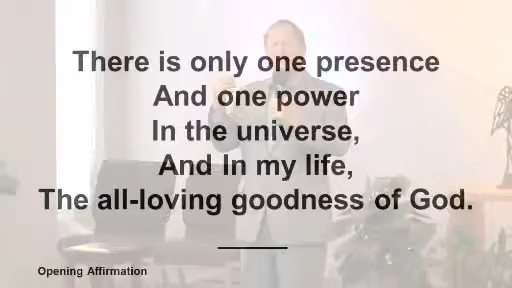 There is only one presence
And one power
In the universe,
And In my life,
The all-loving goodness of God.
Opening Affirmation